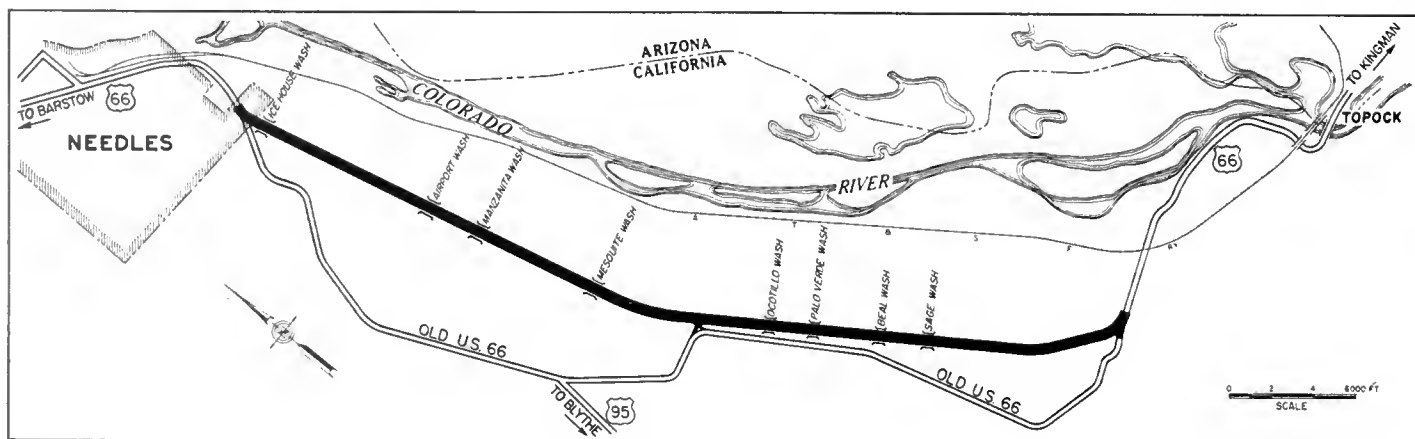 ARIZONA
CALIFORNIA
TO KINGMAN
TOPOCK
66
TO BARSTOW
66
NEEDLES
ICE HOUSE WASH
COLORADO
RIVER
AIRPORT WASH
MANZANITA WASH
MESQUITE WASH
A T & S F Ry
OCOTILLO WASH
PALO VERDE WASH
BEAL WASH
SAGE WASH
OLD U.S. 66
OLD U.S. 66
TO BLYTHE
95
0 2 4 6000 FT
SCALE